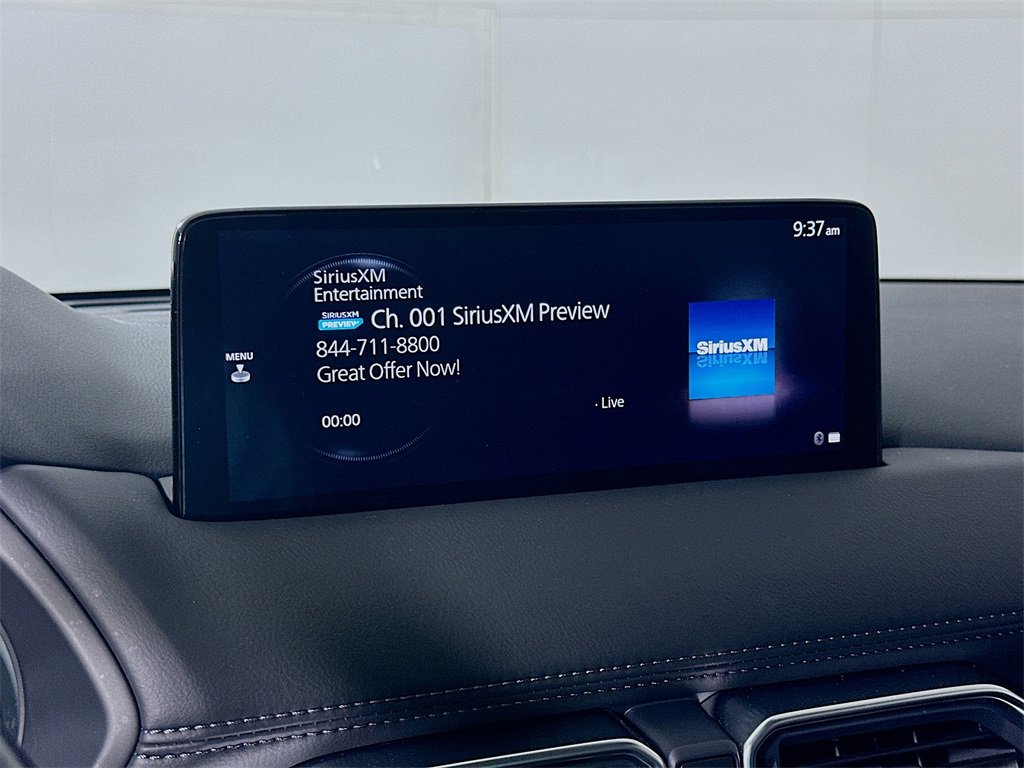 9:37 am
SiriusXM
Entertainment
SIRIUSXM
PREVIEW
Ch. 001 SiriusXM Preview
844-711-8800
Great Offer Now!
MENU
SiriusXM
· Live
00:00